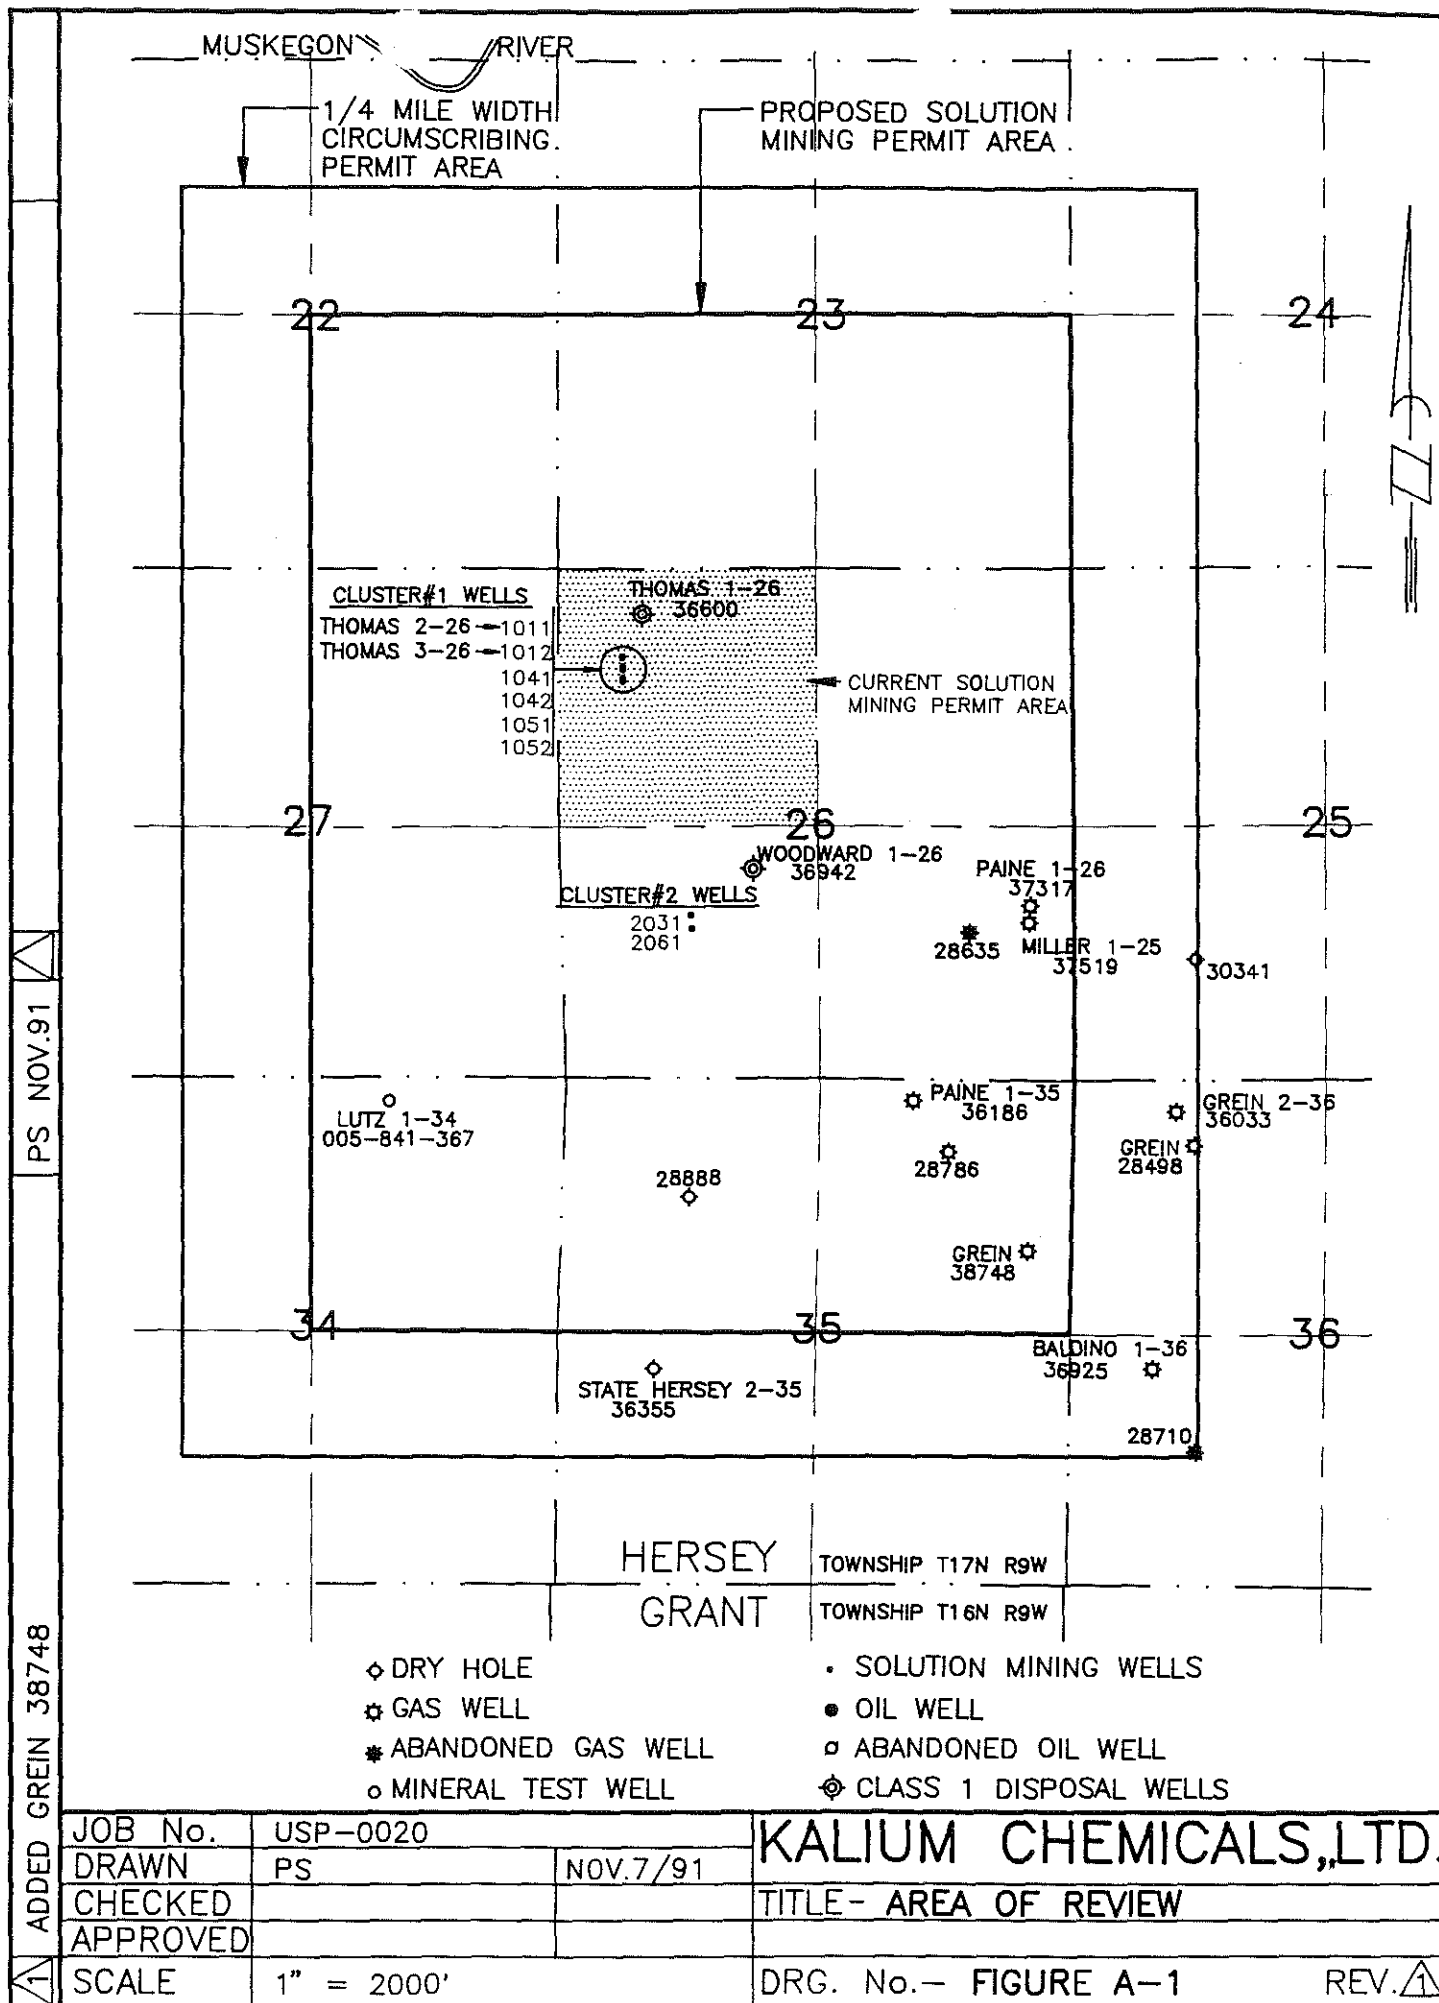 MUSKEGON RIVER
1/4 MILE WIDTH
CIRCUMSCRIBING
PERMIT AREA
PROPOSED SOLUTION
MINING PERMIT AREA
22
23
24
CLUSTER#1 WELLS
THOMAS 2-26 1011
THOMAS 3-26 1012
1041
1042
1051
1052
THOMAS 1-26
36600
CURRENT SOLUTION
MINING PERMIT AREA
27
26
25
WOODWARD 1-26
36942
CLUSTER#2 WELLS
2031
2061
PAINE 1-26
37317
28635
MILLER 1-25
37519
30341
LUTZ 1-34
005-841-367
PAINE 1-35
36186
GREIN 2-36
36033
GREIN
28498
28786
28888
GREIN
38748
34
35
36
STATE HERSEY 2-35
36355
BALDINO 1-36
36925
28710
HERSEY TOWNSHIP T17N R9W
GRANT TOWNSHIP T16N R9W
DRY HOLE
GAS WELL
ABANDONED GAS WELL
MINERAL TEST WELL
SOLUTION MINING WELLS
OIL WELL
ABANDONED OIL WELL
CLASS 1 DISPOSAL WELLS
PS NOV.91
1 ADDED GREIN 38748
JOB No. USP-0020
DRAWN PS NOV.7/91
CHECKED
APPROVED
SCALE 1" = 2000'
KALIUM CHEMICALS,,LTD.
TITLE- AREA OF REVIEW
DRG. No.- FIGURE A-1 REV. 1
N